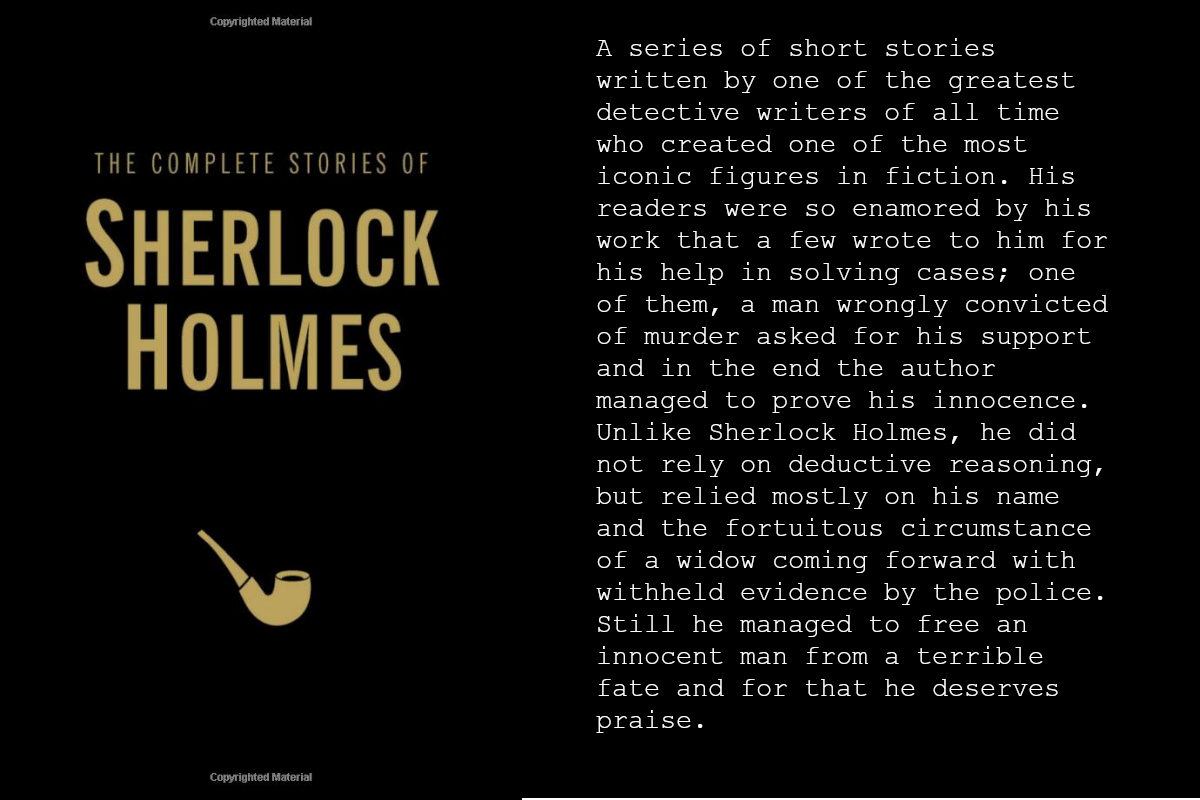 Copyrighted Material
THE COMPLETE STORIES OF
SHERLOCK
HOLMES
Copyrighted Material
A series of short stories
written by one of the greatest
detective writers of all time
who created one of the most
iconic figures in fiction. His
readers were so enamored by his
work that a few wrote to him for
his help in solving cases; one
of them, a man wrongly convicted
of murder asked for his support
and in the end the author
managed to prove his innocence.
Unlike Sherlock Holmes, he did
not rely on deductive reasoning,
but relied mostly on his name
and the fortuitous circumstance
of a widow coming forward with
withheld evidence by the police.
Still he managed to free an
innocent man from a terrible
fate and for that he deserves
praise.